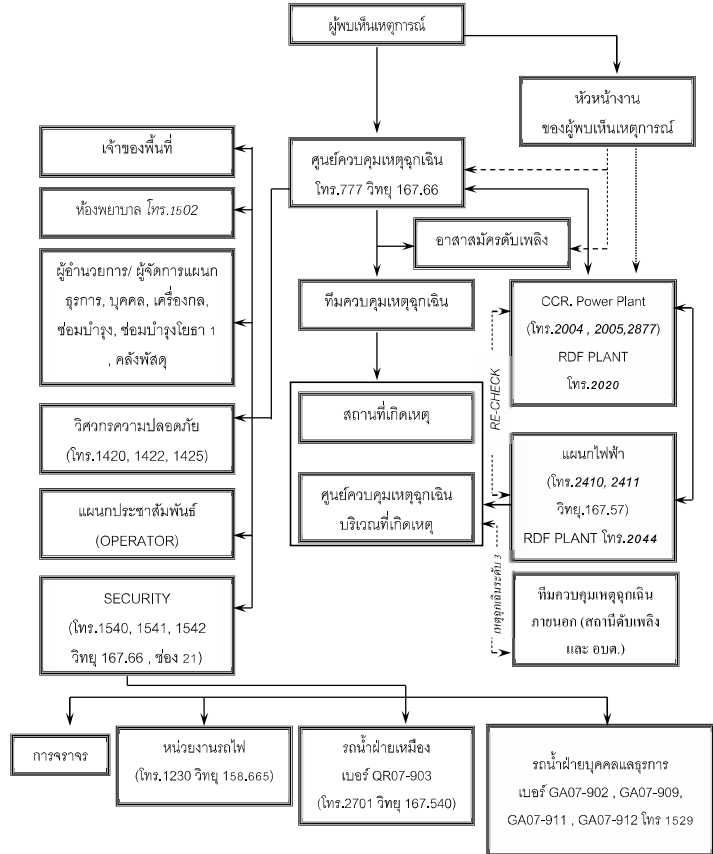 ผู้พบเห็นเหตุการณ์
หัวหน้างาน
ของผู้พบเห็นเหตุการณ์
เจ้าของพื้นที่
ศูนย์ควบคุมเหตุฉุกเฉิน
โทร.777 วิทยุ 167.66
ห้องพยาบาล โทร.1502
อาสาสมัครดับเพลิง
ผู้อำนวยการ/ ผู้จัดการแผนก
ธุรการ, บุคคล, เครื่องกล,
ซ่อมบำรุง, ซ่อมบำรุงโยธา 1
, คลังพัสดุ
ทีมควบคุมเหตุฉุกเฉิน
CCR. Power Plant
(โทร.2004 , 2005,2877)
RDF PLANT
โทร.2020
RE-CHECK
สถานที่เกิดเหตุ
วิศวกรความปลอดภัย
(โทร.1420, 1422, 1425)
ศูนย์ควบคุมเหตุฉุกเฉิน
บริเวณที่เกิดเหตุ
แผนกไฟฟ้า
(โทร.2410, 2411
วิทยุ.167.57)
RDF PLANT โทร.2044
แผนกประชาสัมพันธ์
(OPERATOR)
เหตุฉุกเฉินระดับ 3
ทีมควบคุมเหตุฉุกเฉิน
ภายนอก (สถานีดับเพลิง
และ อบต.)
SECURITY
(โทร.1540, 1541, 1542
วิทยุ 167.66 , ช่อง 21)
การจราจร
หน่วยงานรถไฟ
(โทร.1230 วิทยุ 158.665)
รถน้ำฝ่ายเหมือง
เบอร์ QR07-903
(โทร.2701 วิทยุ 167.540)
รถน้ำฝ่ายบุคคลแลธุรการ
เบอร์ GA07-902 , GA07-909,
GA07-911 , GA07-912 โทร 1529